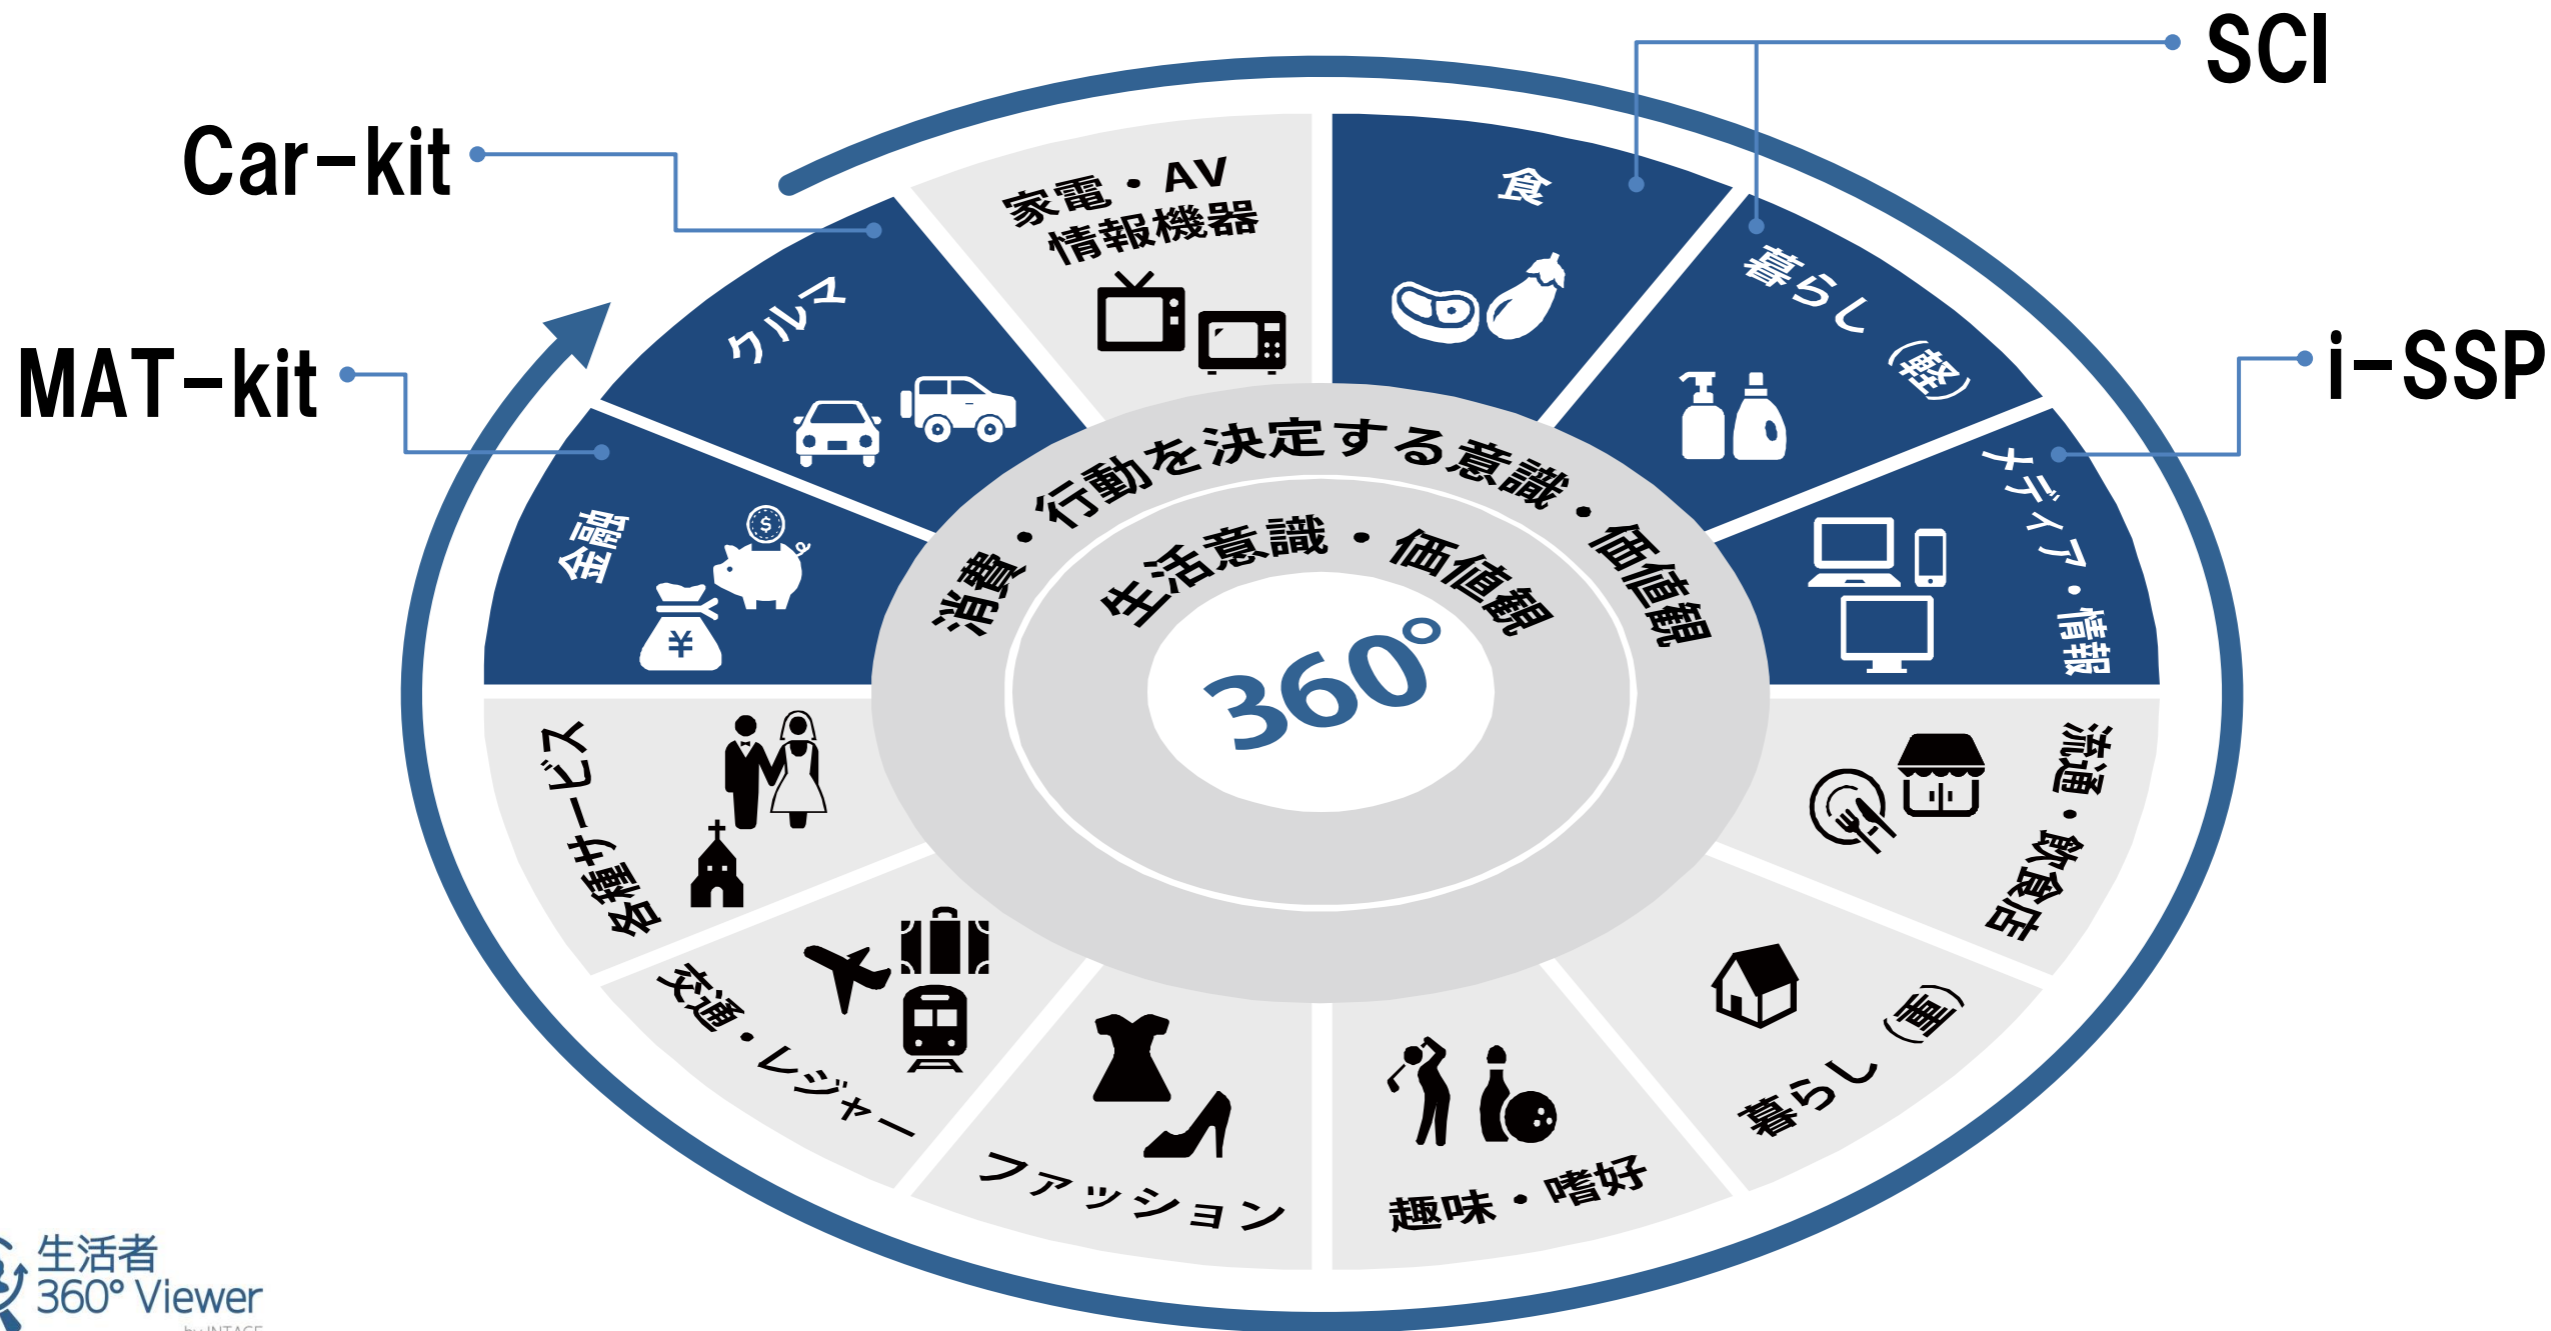 SCI
Car-kit
MAT-kit
i-SSP
家電・AV
情報機器
食
暮らし（軽）
メディア・情報
流通・飲食店
暮らし（重）
趣味・嗜好
ファッション
交通・レジャー
各種サービス
金融
クルマ
消費・行動を決定する意識・価値観
生活意識・価値観
360°
$
¥
生活者
360° Viewer
by INTAGE